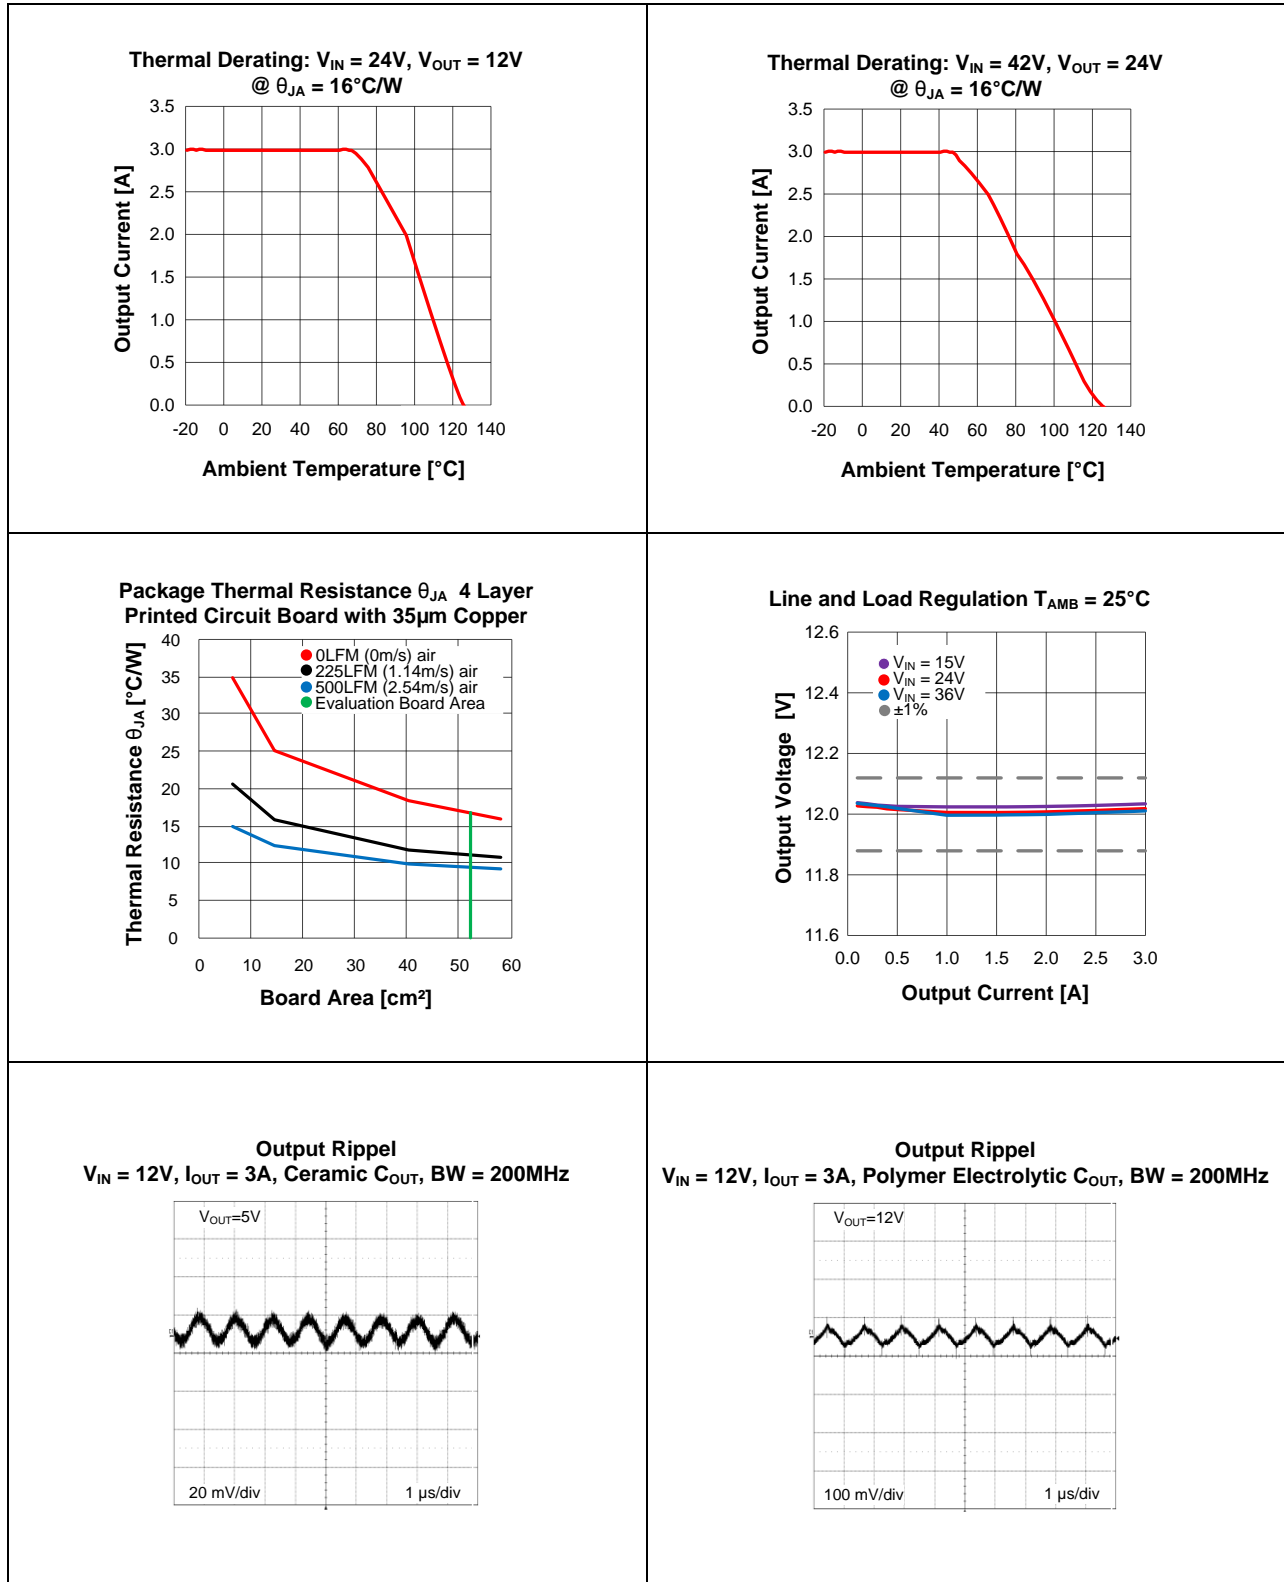 Thermal Derating: VIN = 24V, VOUT = 12V
@ θJA = 16°C/W
3.5
3.0
2.5
2.0
1.5
1.0
0.5
0.0
Output Current [A]
-20 0 20 40 60 80 100 120 140
Ambient Temperature [°C]
Thermal Derating: VIN = 42V, VOUT = 24V
@ θJA = 16°C/W
3.5
3.0
2.5
2.0
1.5
1.0
0.5
0.0
Output Current [A]
-20 0 20 40 60 80 100 120 140
Ambient Temperature [°C]
Package Thermal Resistance θJA 4 Layer
Printed Circuit Board with 35µm Copper
40
35
30
25
20
15
10
5
0
Thermal Resistance θJA [°C/W]
0LFM (0m/s) air
225LFM (1.14m/s) air
500LFM (2.54m/s) air
Evaluation Board Area
0 10 20 30 40 50 60
Board Area [cm²]
Line and Load Regulation TAMB = 25°C
12.6
12.4
12.2
12.0
11.8
11.6
Output Voltage [V]
VIN = 15V
VIN = 24V
VIN = 36V
±1%
0.0 0.5 1.0 1.5 2.0 2.5 3.0
Output Current [A]
Output Rippel
VIN = 12V, IOUT = 3A, Ceramic COUT, BW = 200MHz
VOUT=5V
20 mV/div 1 µs/div
Output Rippel
VIN = 12V, IOUT = 3A, Polymer Electrolytic COUT, BW = 200MHz
VOUT=12V
100 mV/div 1 µs/div